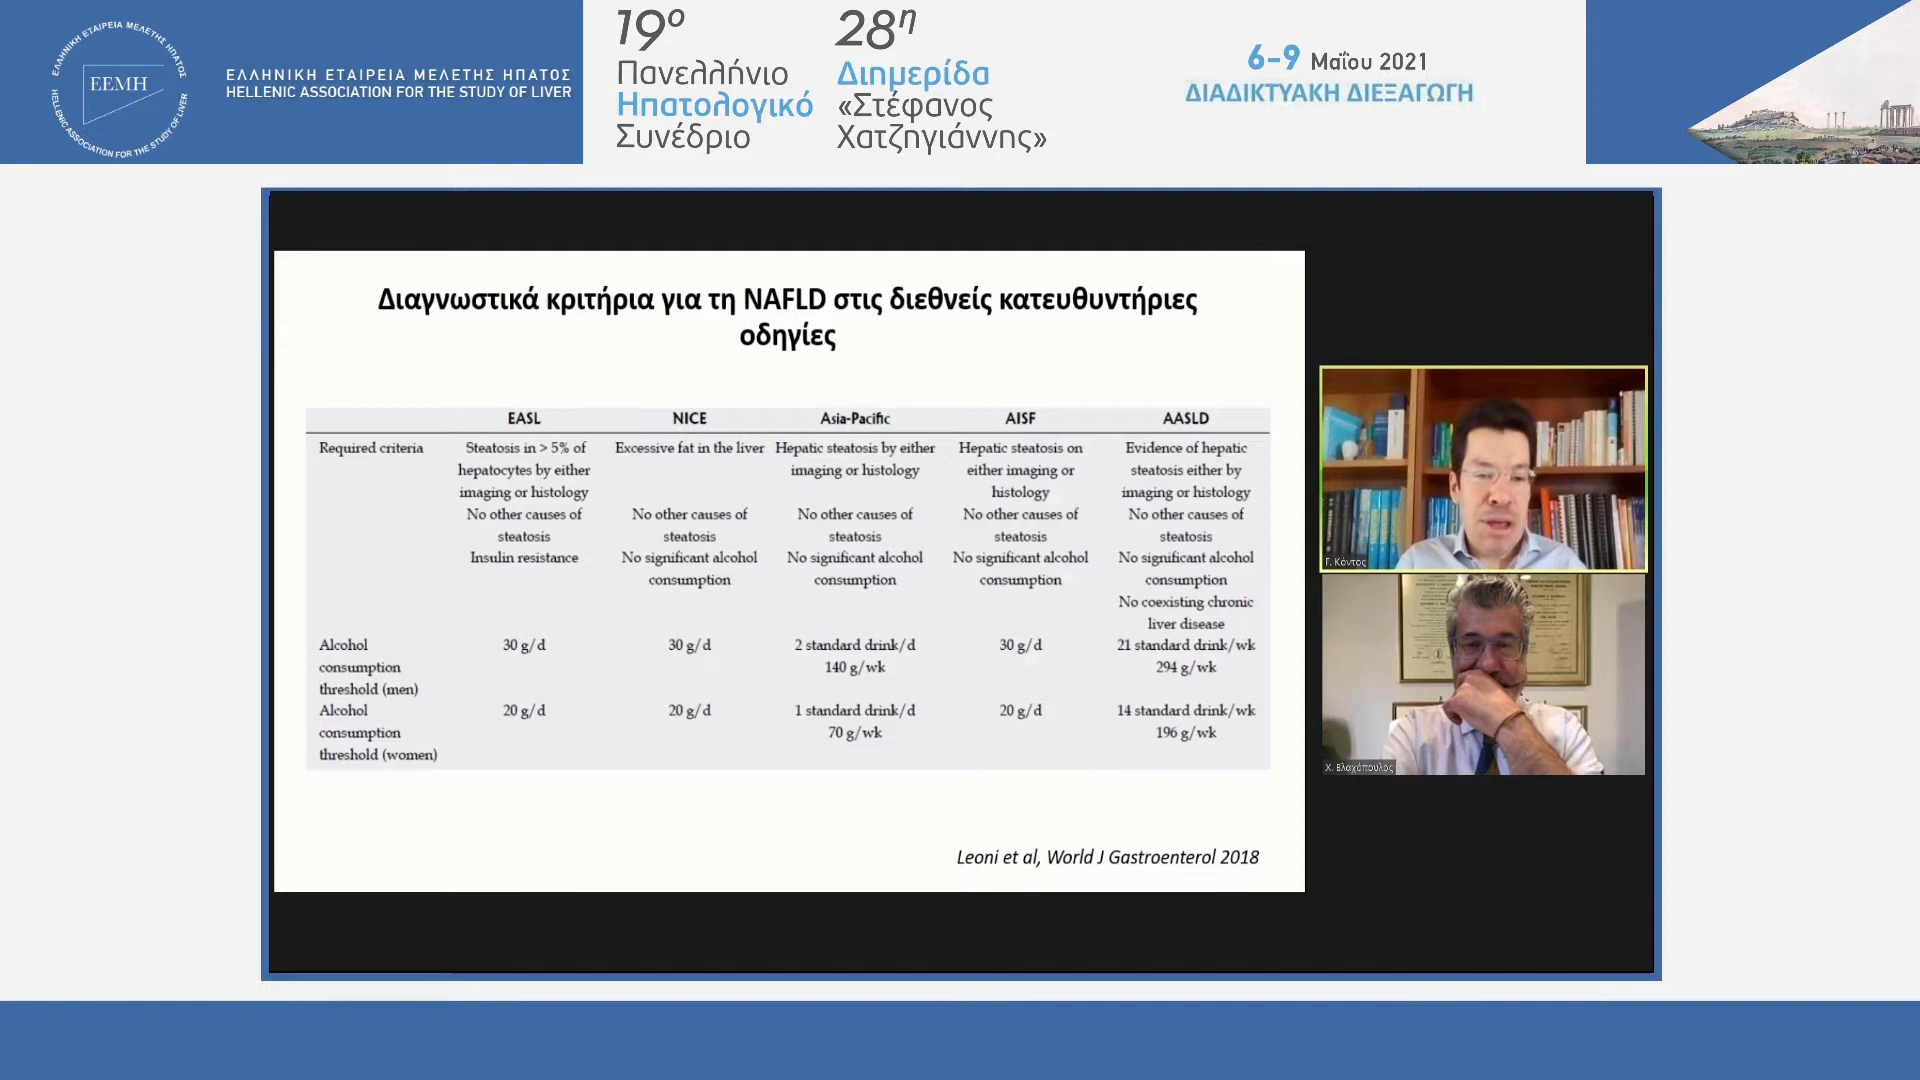 ΕΛΛΗΝΙΚΗ ΕΤΑΙΡΕΙΑ ΜΕΛΕΤΗΣ ΗΠΑΤΟΣ
ΕΕΜΗ
HELLENIC ASSOCIATION FOR THE STUDY OF LIVER
ΕΛΛΗΝΙΚΗ ΕΤΑΙΡΕΙΑ ΜΕΛΕΤΗΣ ΗΠΑΤΟΣ
HELLENIC ASSOCIATION FOR THE STUDY OF LIVER
19ο
Πανελλήνιο
Ηπατολογικό
Συνέδριο
28η
Διημερίδα
«Στέφανος
Χατζηγιάννης»
6-9 Μαΐου 2021
ΔΙΑΔΙΚΤΥΑΚΗ ΔΙΕΞΑΓΩΓΗ
Διαγνωστικά κριτήρια για τη NAFLD στις διεθνείς κατευθυντήριες
οδηγίες
EASL NICE Asia-Pacific AISF AASLD
Required criteria Steatosis in > 5% of Excessive fat in the liver Hepatic steatosis by either Hepatic steatosis on Evidence of hepatic
hepatocytes by either imaging or histology either imaging or steatosis either by
imaging or histology histology imaging or histology
No other causes of No other causes of No other causes of No other causes of No other causes of
steatosis steatosis steatosis steatosis steatosis
Insulin resistance No significant alcohol No significant alcohol No significant alcohol No significant alcohol
consumption consumption consumption consumption
No coexisting chronic
liver disease
Alcohol 30 g/d 30 g/d 2 standard drink/d 30 g/d 21 standard drink/wk
consumption 140 g/wk 294 g/wk
threshold (men)
Alcohol 20 g/d 20 g/d 1 standard drink/d 20 g/d 14 standard drink/wk
consumption 70 g/wk 196 g/wk
threshold (women)
Leoni et al, World J Gastroenterol 2018
Γ. Κόντος
Χ. Βλαχόπουλος